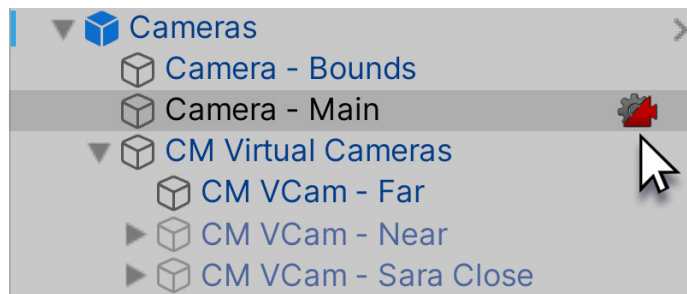 Cameras
Camera - Bounds
Camera - Main
CM Virtual Cameras
CM VCam - Far
CM VCam - Near
CM VCam - Sara Close